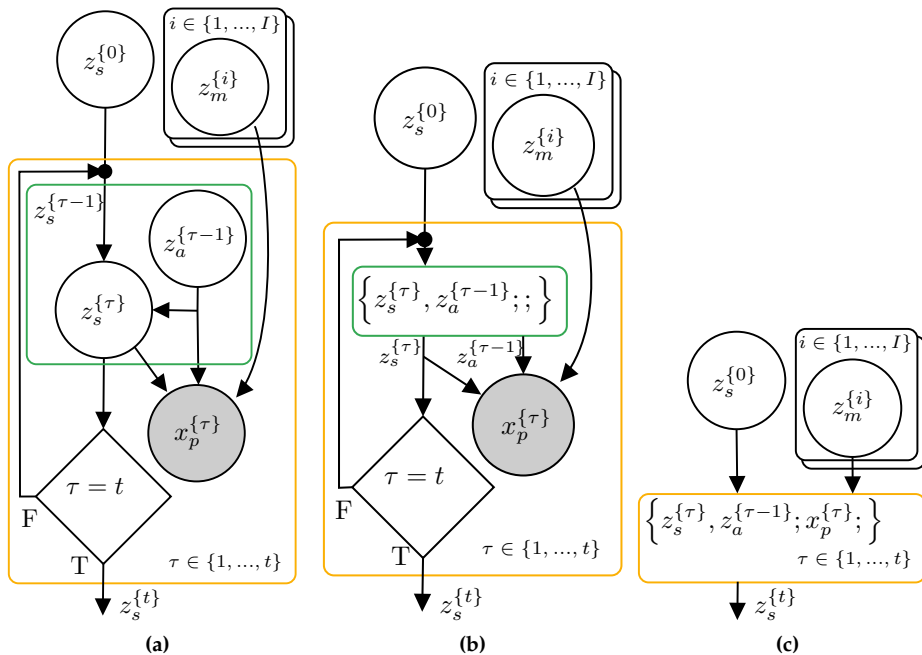 z_s^{0}
i ∈ {1, ..., I}
z_m^{i}
z_s^{τ−1}
z_a^{τ−1}
z_s^{τ}
x_p^{τ}
τ = t
F
T
τ ∈ {1, ..., t}
z_s^{t}
(a)
z_s^{0}
i ∈ {1, ..., I}
z_m^{i}
{z_s^{τ}, z_a^{τ−1}; ; }
z_s^{τ}
z_a^{τ−1}
x_p^{τ}
τ = t
F
T
τ ∈ {1, ..., t}
z_s^{t}
(b)
z_s^{0}
i ∈ {1, ..., I}
z_m^{i}
{z_s^{τ}, z_a^{τ−1}; x_p^{τ}; }
τ ∈ {1, ..., t}
z_s^{t}
(c)